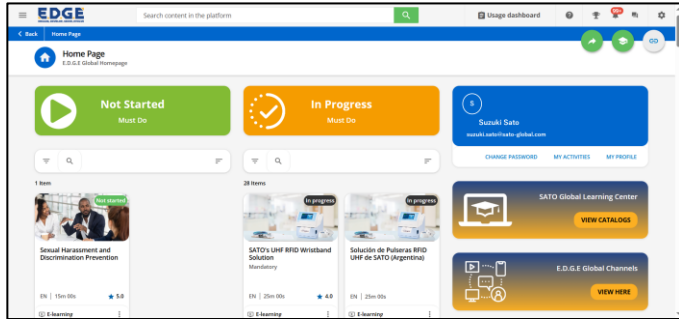 EDGE
Search content in the platform
Usage dashboard
Back
Home Page
Home Page
E.D.G.E Global Homepage
Not Started
Must Do
In Progress
Must Do
S
Suzuki Sato
suzuki.sato@sato-global.com
CHANGE PASSWORD
MY ACTIVITIES
MY PROFILE
1 Item
28 Items
Not started
Sexual Harassment and
Discrimination Prevention
EN | 15m 00s
5.0
E-learning
In progress
SATO's UHF RFID Wristband
Solution
Mandatory
EN | 25m 00s
4.0
E-learning
In progress
Solución de Pulseras RFID
UHF de SATO (Argentina)
EN | 25m 00s
E-learning
SATO Global Learning Center
VIEW CATALOGS
E.D.G.E Global Channels
VIEW HERE